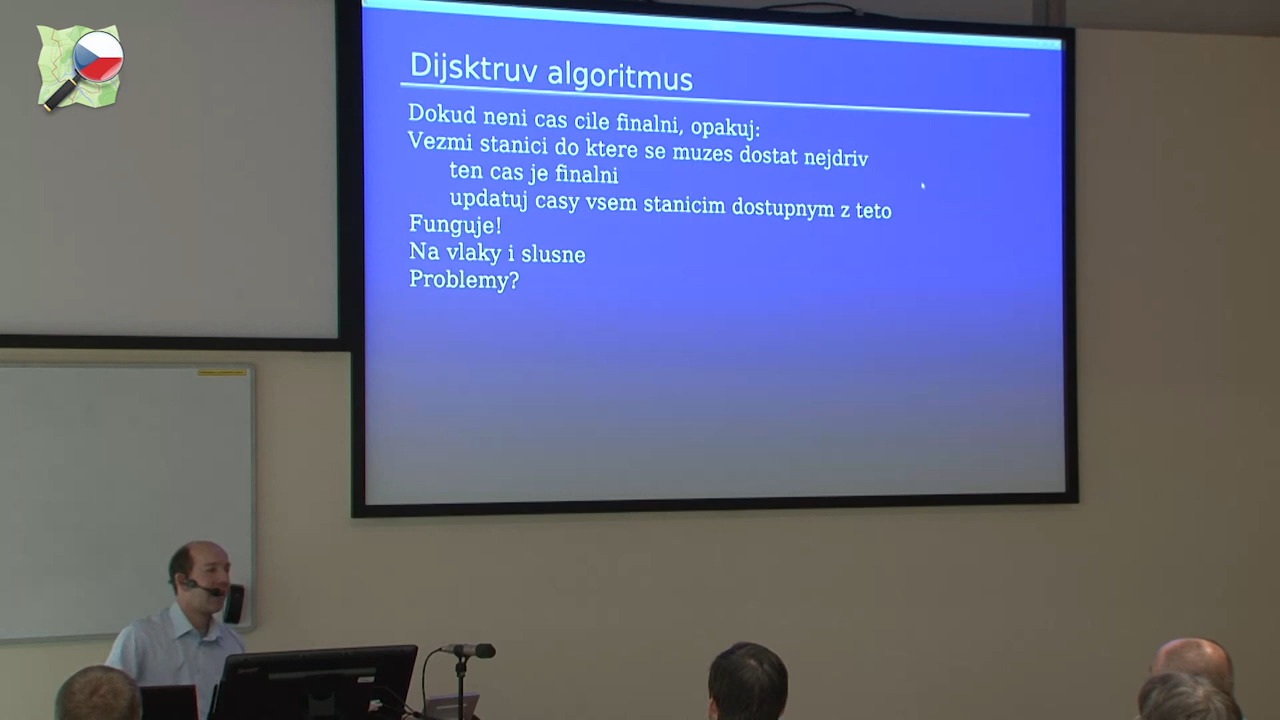 Dijsktruv algoritmus
Dokud neni cas cile finalni, opakuj:
Vezmi stanici do ktere se muzes dostat nejdriv
ten cas je finalni
updatuj casy vsem stanicim dostupnym z teto
Funguje!
Na vlaky i slusne
Problemy?